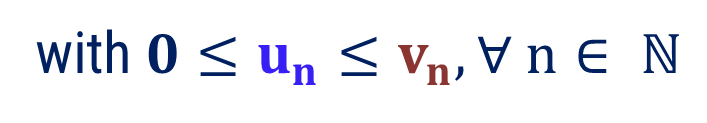 with 0 ≤ uₙ ≤ vₙ, ∀ n ∈ ℕ